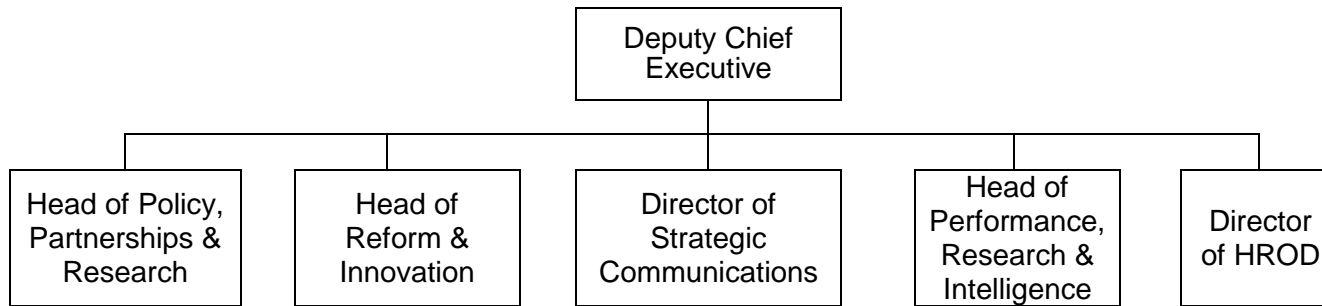 Deputy Chief
Executive
Head of Policy,
Partnerships &
Research
Head of
Reform &
Innovation
Director of
Strategic
Communications
Head of
Performance,
Research &
Intelligence
Director
of HROD